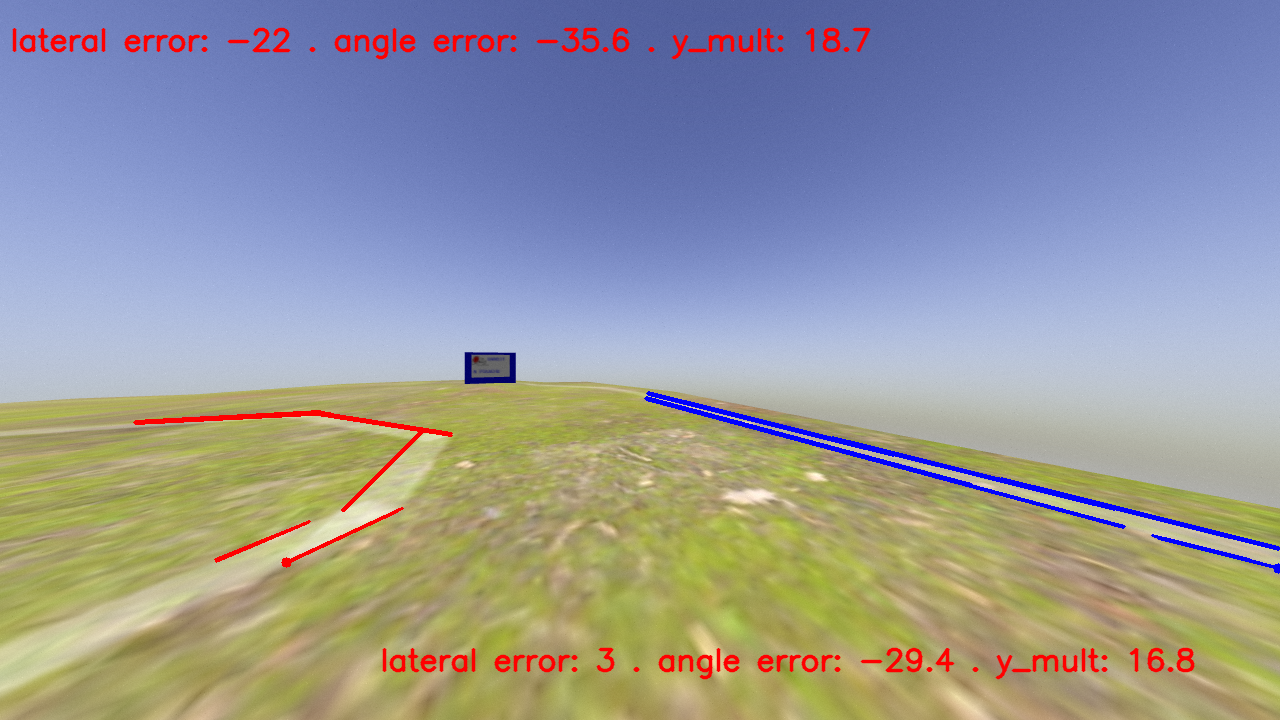 lateral error: −22 . angle error: −35.6 . y_mult: 18.7
lateral error: 3 . angle error: −29.4 . y_mult: 16.8